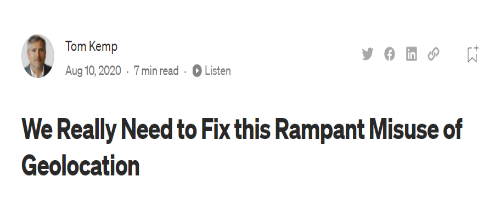 Tom Kemp
Aug 10, 2020 · 7 min read · Listen
We Really Need to Fix this Rampant Misuse of
Geolocation